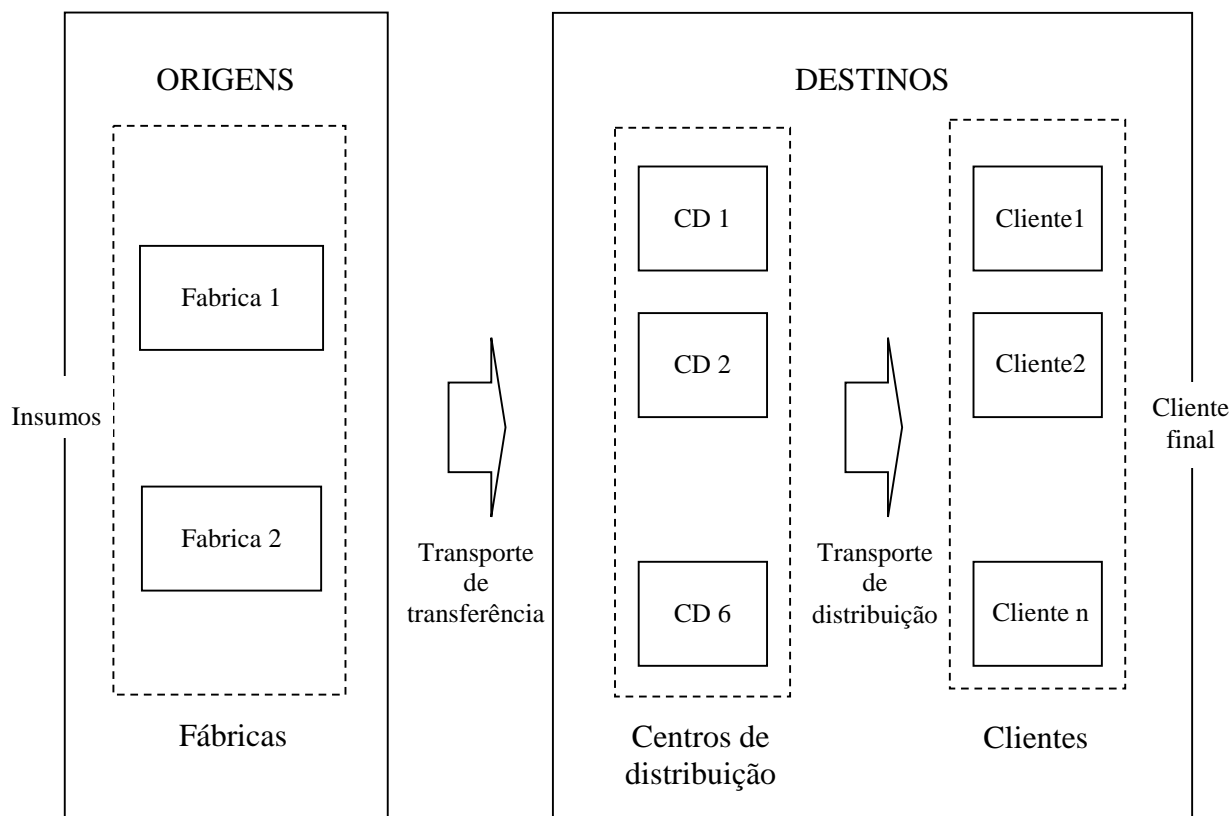 ORIGENS
Fabrica 1
Fabrica 2
Fábricas
Insumos
Transporte
de
transferência
DESTINOS
CD 1
CD 2
CD 6
Centros de
distribuição
Transporte
de
distribuição
Cliente1
Cliente2
Cliente n
Clientes
Cliente
final